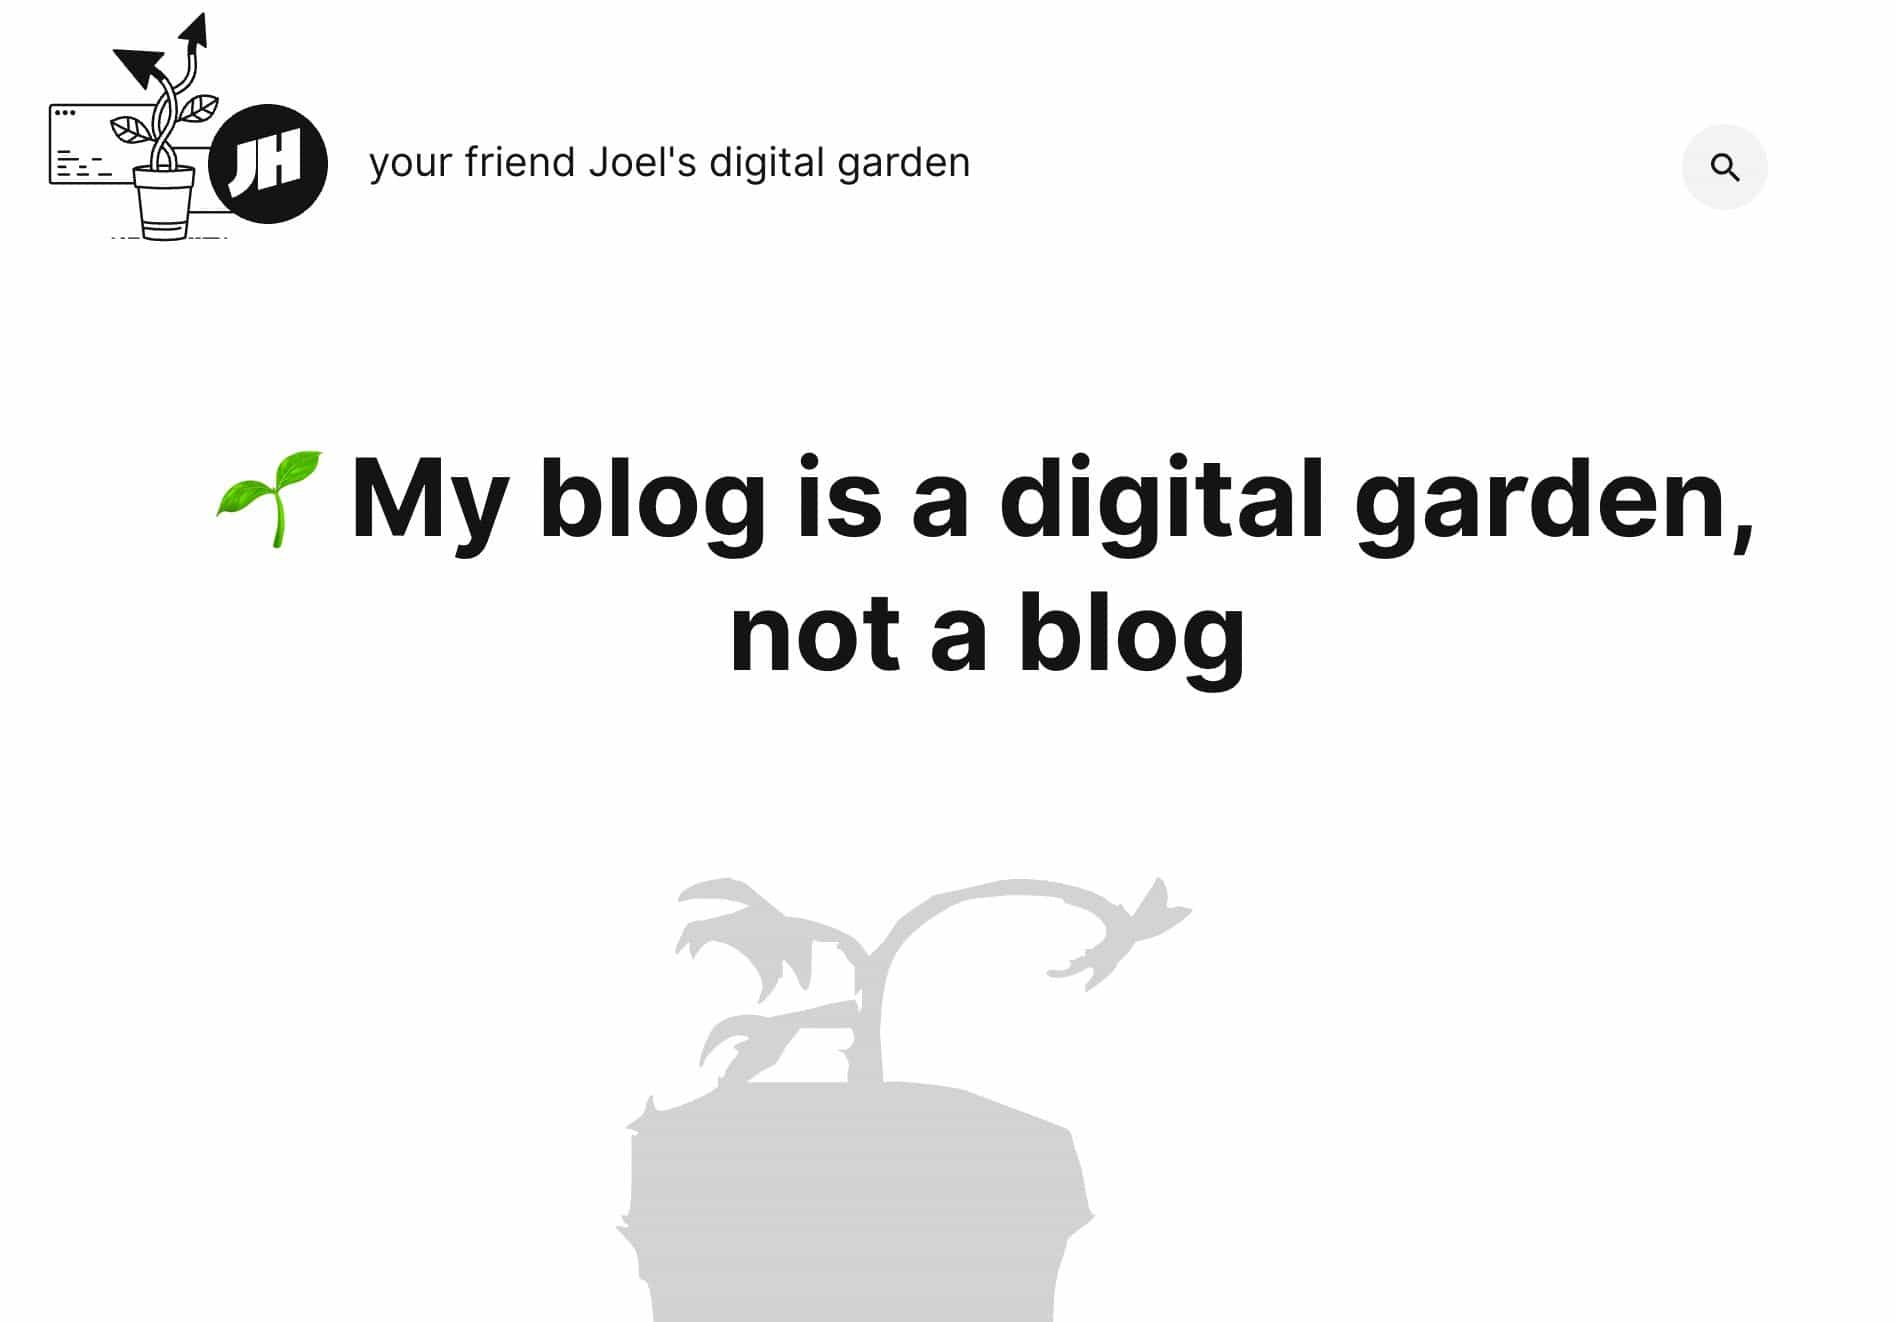 JH
your friend Joel's digital garden
🌱 My blog is a digital garden,
not a blog